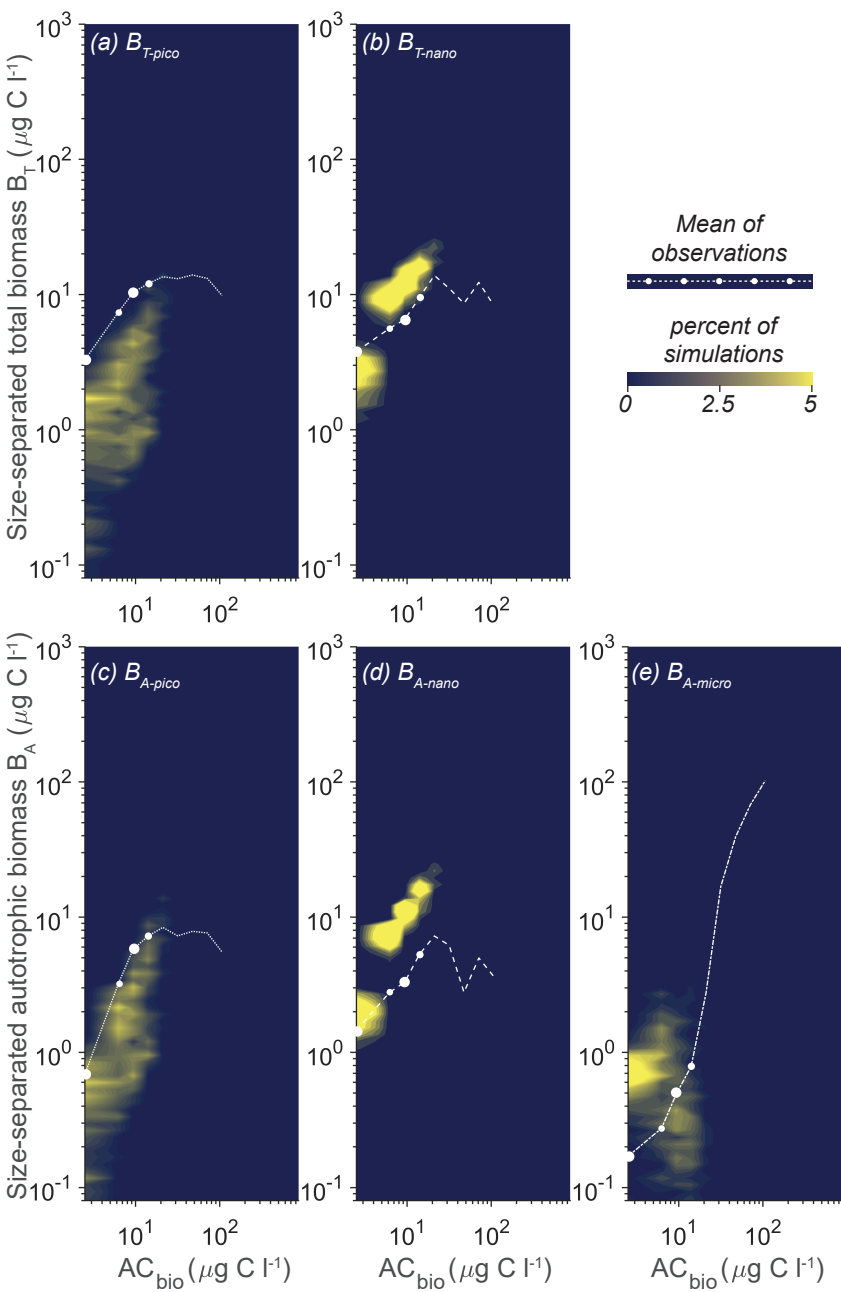 (a) B_T-pico
(b) B_T-nano
Size-separated total biomass B_T (μg C l⁻¹)
10³
10²
10¹
10⁰
10⁻¹
10¹ 10²
10³
10²
10¹
10⁰
10⁻¹
10¹ 10²
Mean of
observations
percent of
simulations
0 2.5 5
(c) B_A-pico
(d) B_A-nano
(e) B_A-micro
Size-separated autotrophic biomass B_A (μg C l⁻¹)
10³
10²
10¹
10⁰
10⁻¹
10¹ 10²
AC_bio (μg C l⁻¹)
10³
10²
10¹
10⁰
10⁻¹
10¹ 10²
AC_bio (μg C l⁻¹)
10³
10²
10¹
10⁰
10⁻¹
10¹ 10²
AC_bio (μg C l⁻¹)